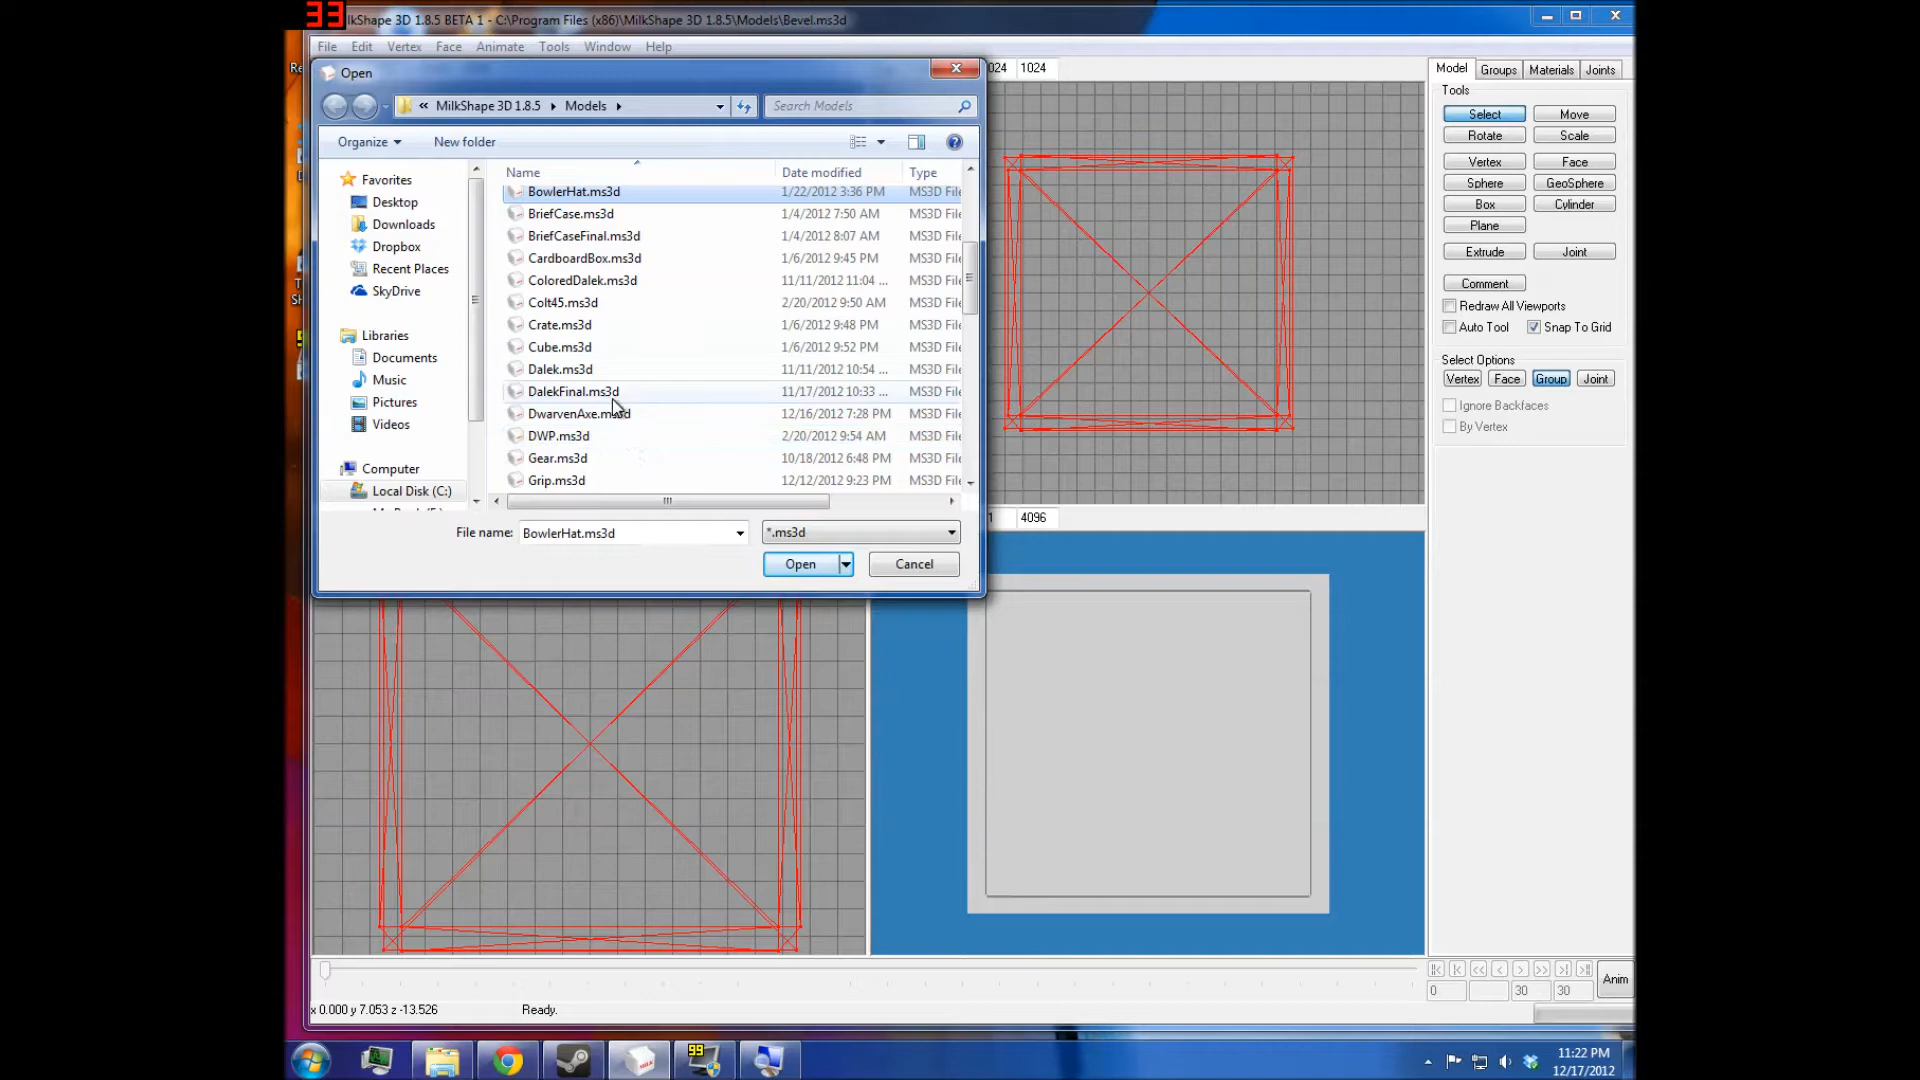 33
lkShape 3D 1.8.5 BETA 1 - C:\Program Files (x86)\MilkShape 3D 1.8.5\Models\Bevel.ms3d
File Edit Vertex Face Animate Tools Window Help
Re
Open
024 1024
« MilkShape 3D 1.8.5 Models
Search Models
Organize New folder
Name Date modified Type
BowlerHat.ms3d 1/22/2012 3:36 PM MS3D File
BriefCase.ms3d 1/4/2012 7:50 AM MS3D File
BriefCaseFinal.ms3d 1/4/2012 8:07 AM MS3D File
CardboardBox.ms3d 1/6/2012 9:45 PM MS3D File
ColoredDalek.ms3d 11/11/2012 11:04 ... MS3D File
Colt45.ms3d 2/20/2012 9:50 AM MS3D File
Crate.ms3d 1/6/2012 9:48 PM MS3D File
Cube.ms3d 1/6/2012 9:52 PM MS3D File
Dalek.ms3d 11/11/2012 10:54 ... MS3D File
DalekFinal.ms3d 11/17/2012 10:33 ... MS3D File
DwarvenAxe.ms3d 12/16/2012 7:28 PM MS3D File
DWP.ms3d 2/20/2012 9:54 AM MS3D File
Gear.ms3d 10/18/2012 6:48 PM MS3D File
Grip.ms3d 12/12/2012 9:23 PM MS3D File
Favorites
Desktop
Downloads
Dropbox
Recent Places
SkyDrive
Libraries
Documents
Music
Pictures
Videos
Computer
Local Disk (C:)
File name: BowlerHat.ms3d *.ms3d
Open Cancel
1 4096
Model Groups Materials Joints
Tools
Select Move
Rotate Scale
Vertex Face
Sphere GeoSphere
Box Cylinder
Plane
Extrude Joint
Comment
Redraw All Viewports
Auto Tool Snap To Grid
Select Options
Vertex Face Group Joint
Ignore Backfaces
By Vertex
0 30 30 Anim
x 0.000 y 7.053 z -13.526 Ready.
MILK
99
11:22 PM
12/17/2012